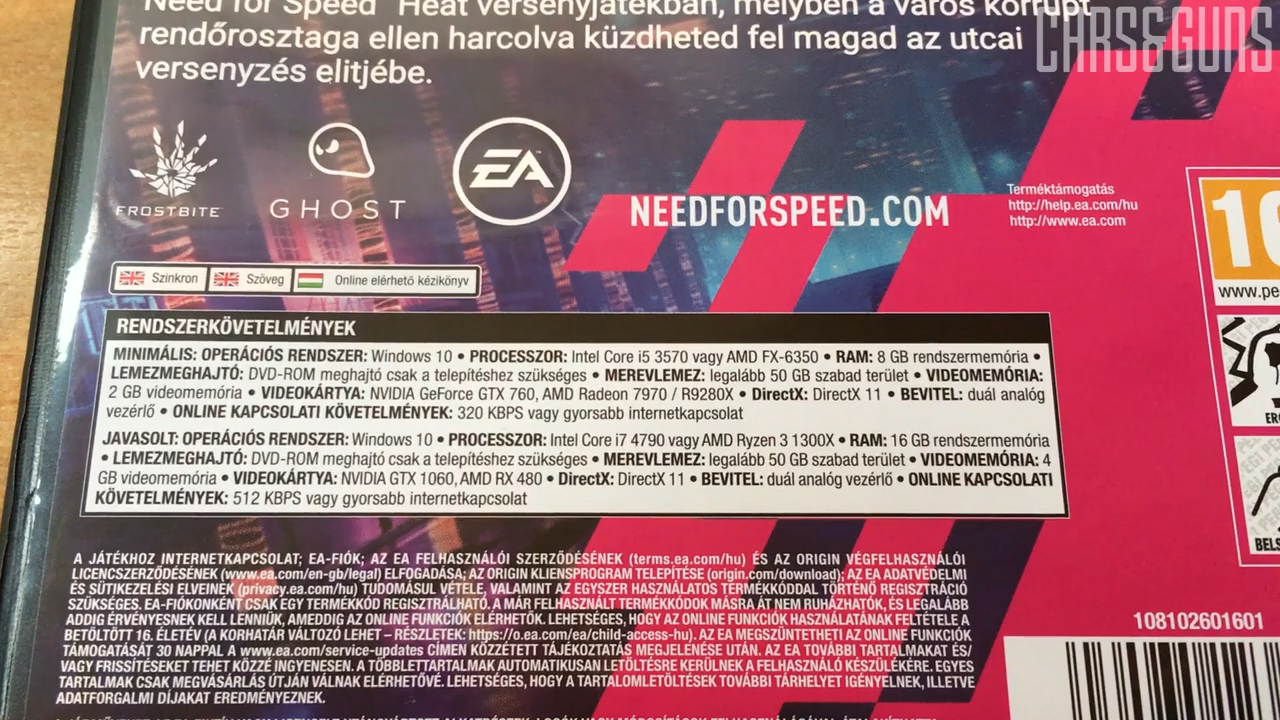 Need for Speed™ Heat versenyjátékban, melyben a város korrupt
rendőrosztaga ellen harcolva küzdheted fel magad az utcai
versenyzés elitjébe.
CARS&GUNS
FROSTBITE™
GHOST
EA™
NEEDFORSPEED.COM
Terméktámogatás
http://help.ea.com/hu
http://www.ea.com
Szinkron
Szöveg
Online elérhető kézikönyv
16
www.pe
RENDSZERKÖVETELMÉNYEK
MINIMÁLIS: OPERÁCIÓS RENDSZER: Windows 10 • PROCESSZOR: Intel Core i5 3570 vagy AMD FX-6350 • RAM: 8 GB rendszermemória •
LEMEZMEGHAJTÓ: DVD-ROM meghajtó csak a telepítéshez szükséges • MEREVLEMEZ: legalább 50 GB szabad terület • VIDEOMEMÓRIA:
2 GB videomemória • VIDEOKÁRTYA: NVIDIA GeForce GTX 760, AMD Radeon 7970 / R9280X • DirectX: DirectX 11 • BEVITEL: duál analóg
vezérlő • ONLINE KAPCSOLATI KÖVETELMÉNYEK: 320 KBPS vagy gyorsabb internetkapcsolat
JAVASOLT: OPERÁCIÓS RENDSZER: Windows 10 • PROCESSZOR: Intel Core i7 4790 vagy AMD Ryzen 3 1300X • RAM: 16 GB rendszermemória
• LEMEZMEGHAJTÓ: DVD-ROM meghajtó csak a telepítéshez szükséges • MEREVLEMEZ: legalább 50 GB szabad terület • VIDEOMEMÓRIA: 4
GB videomemória • VIDEOKÁRTYA: NVIDIA GTX 1060, AMD RX 480 • DirectX: DirectX 11 • BEVITEL: duál analóg vezérlő • ONLINE KAPCSOLATI
KÖVETELMÉNYEK: 512 KBPS vagy gyorsabb internetkapcsolat
ER
BELS
A JÁTÉKHOZ INTERNETKAPCSOLAT; EA-FIÓK; AZ EA FELHASZNÁLÓI SZERZŐDÉSÉNEK (terms.ea.com/hu) ÉS AZ ORIGIN VÉGFELHASZNÁLÓI
LICENCSZERZŐDÉSÉNEK (www.ea.com/en-gb/legal) ELFOGADÁSA; AZ ORIGIN KLIENSPROGRAM TELEPÍTÉSE (origin.com/download); AZ EA ADATVÉDELMI
ÉS SÜTIKEZELÉSI ELVEINEK (privacy.ea.com/hu) TUDOMÁSUL VÉTELE, VALAMINT AZ EGYSZER HASZNÁLATOS TERMÉKKÓDDAL TÖRTÉNŐ REGISZTRÁCIÓ
SZÜKSÉGES. EA-FIÓKONKÉNT CSAK EGY TERMÉKKÓD REGISZTRÁLHATÓ. A MÁR FELHASZNÁLT TERMÉKKÓDOK MÁSRA ÁT NEM RUHÁZHATÓK, ÉS LEGALÁBB
ADDIG ÉRVÉNYESNEK KELL LENNIÜK, AMEDDIG AZ ONLINE FUNKCIÓK ELÉRHETŐK. LEHETSÉGES, HOGY AZ ONLINE FUNKCIÓK HASZNÁLATÁNAK FELTÉTELE A
BETÖLTÖTT 16. ÉLETÉV (A KORHATÁR VÁLTOZÓ LEHET – RÉSZLETEK: https://o.ea.com/ea/child-access-hu). AZ EA MEGSZÜNTETHETI AZ ONLINE FUNKCIÓK
TÁMOGATÁSÁT 30 NAPPAL A www.ea.com/service-updates CÍMEN KÖZZÉTETT TÁJÉKOZTATÁS MEGJELENÉSE UTÁN. AZ EA TOVÁBBI TARTALMAKAT ÉS/
VAGY FRISSÍTÉSEKET TEHET KÖZZÉ INGYENESEN. A TÖBBLETTARTALMAK AUTOMATIKUSAN LETÖLTÉSRE KERÜLNEK A FELHASZNÁLÓ KÉSZÜLÉKÉRE. EGYES
TARTALMAK CSAK MEGVÁSÁRLÁS ÚTJÁN VÁLNAK ELÉRHETŐVÉ. LEHETSÉGES, HOGY A TARTALOMLETÖLTÉSEK TOVÁBBI TÁRHELYET IGÉNYELNEK, ILLETVE
ADATFORGALMI DÍJAKAT EREDMÉNYEZNEK.
108102601601